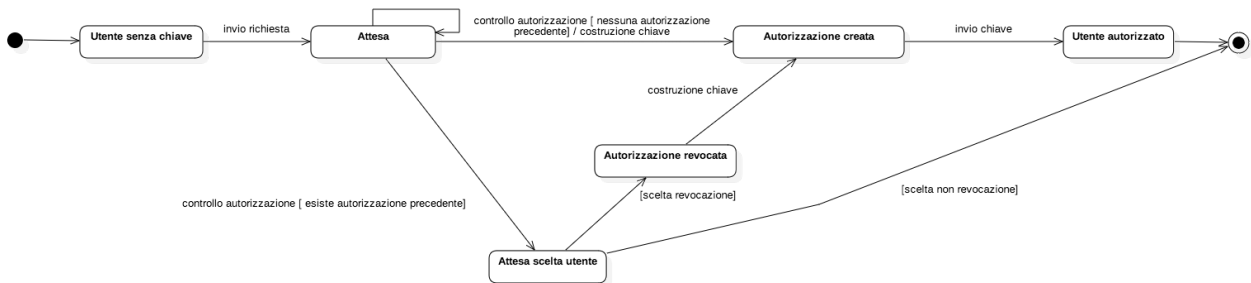 Utente senza chiave
invio richiesta
Attesa
controllo autorizzazione [ nessuna autorizzazione
precedente] / costruzione chiave
Autorizzazione creata
invio chiave
Utente autorizzato
costruzione chiave
Autorizzazione revocata
[scelta revocazione]
[scelta non revocazione]
controllo autorizzazione [ esiste autorizzazione precedente]
Attesa scelta utente